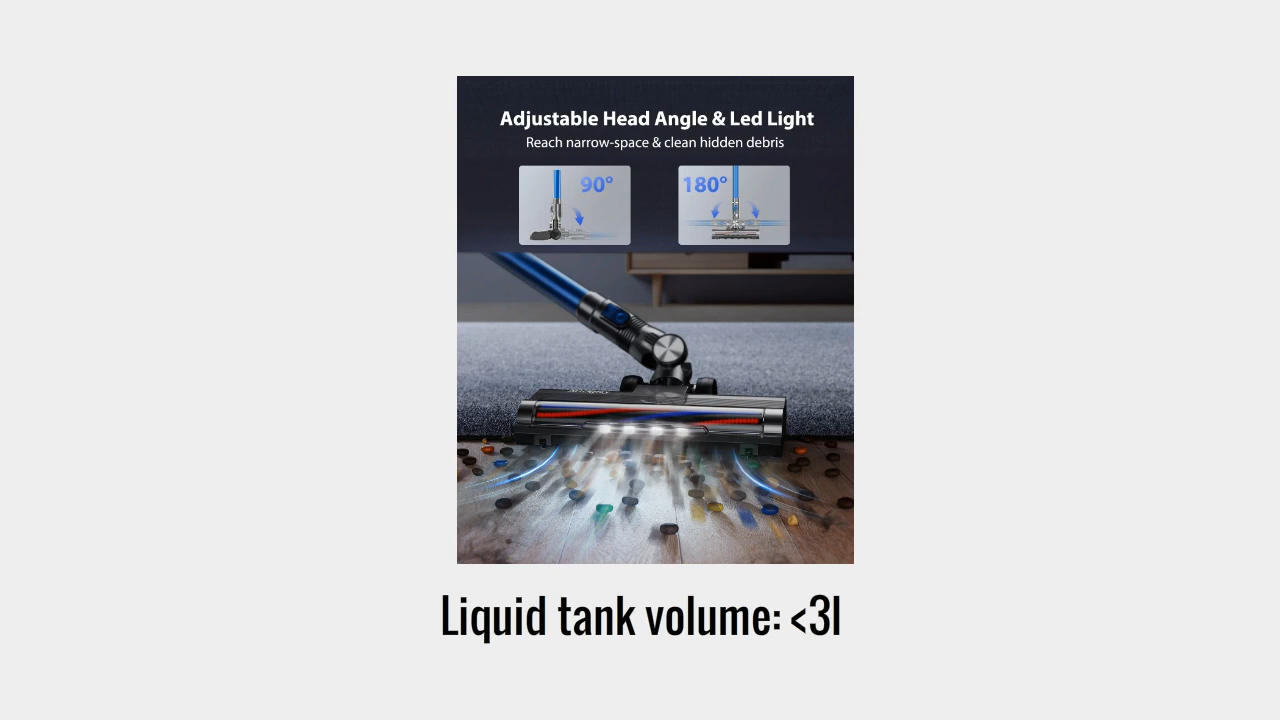 Adjustable Head Angle & Led Light
Reach narrow-space & clean hidden debris
90°
180°
Liquid tank volume: <3l